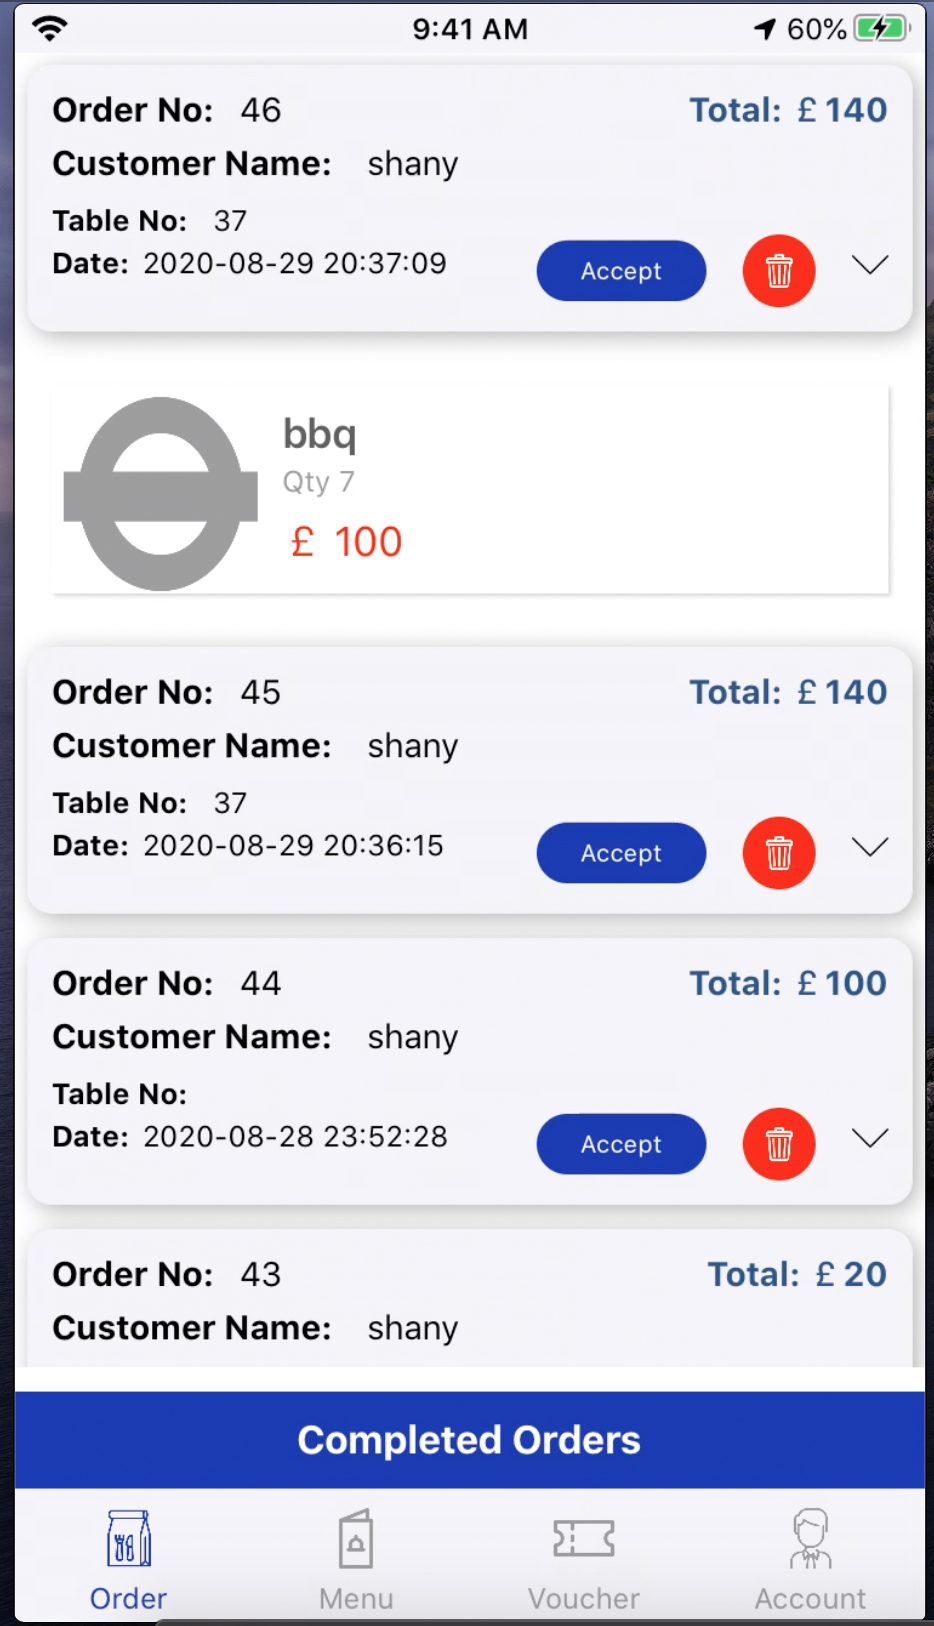 9:41 AM
60%
Order No: 46
Total: £ 140
Customer Name: shany
Table No: 37
Date: 2020-08-29 20:37:09
Accept
bbq
Qty 7
£ 100
Order No: 45
Total: £ 140
Customer Name: shany
Table No: 37
Date: 2020-08-29 20:36:15
Accept
Order No: 44
Total: £ 100
Customer Name: shany
Table No:
Date: 2020-08-28 23:52:28
Accept
Order No: 43
Total: £ 20
Customer Name: shany
Completed Orders
Order
Menu
Voucher
Account